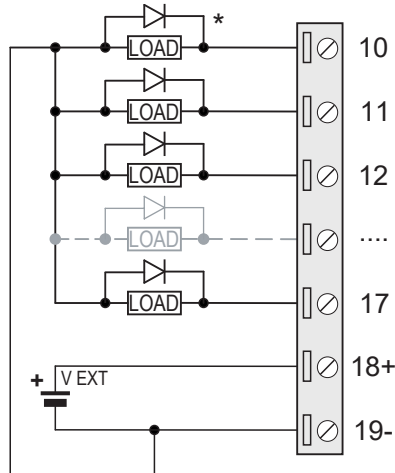 *
LOAD 10
LOAD 11
LOAD 12
LOAD ....
LOAD 17
18+
+ V EXT
19-